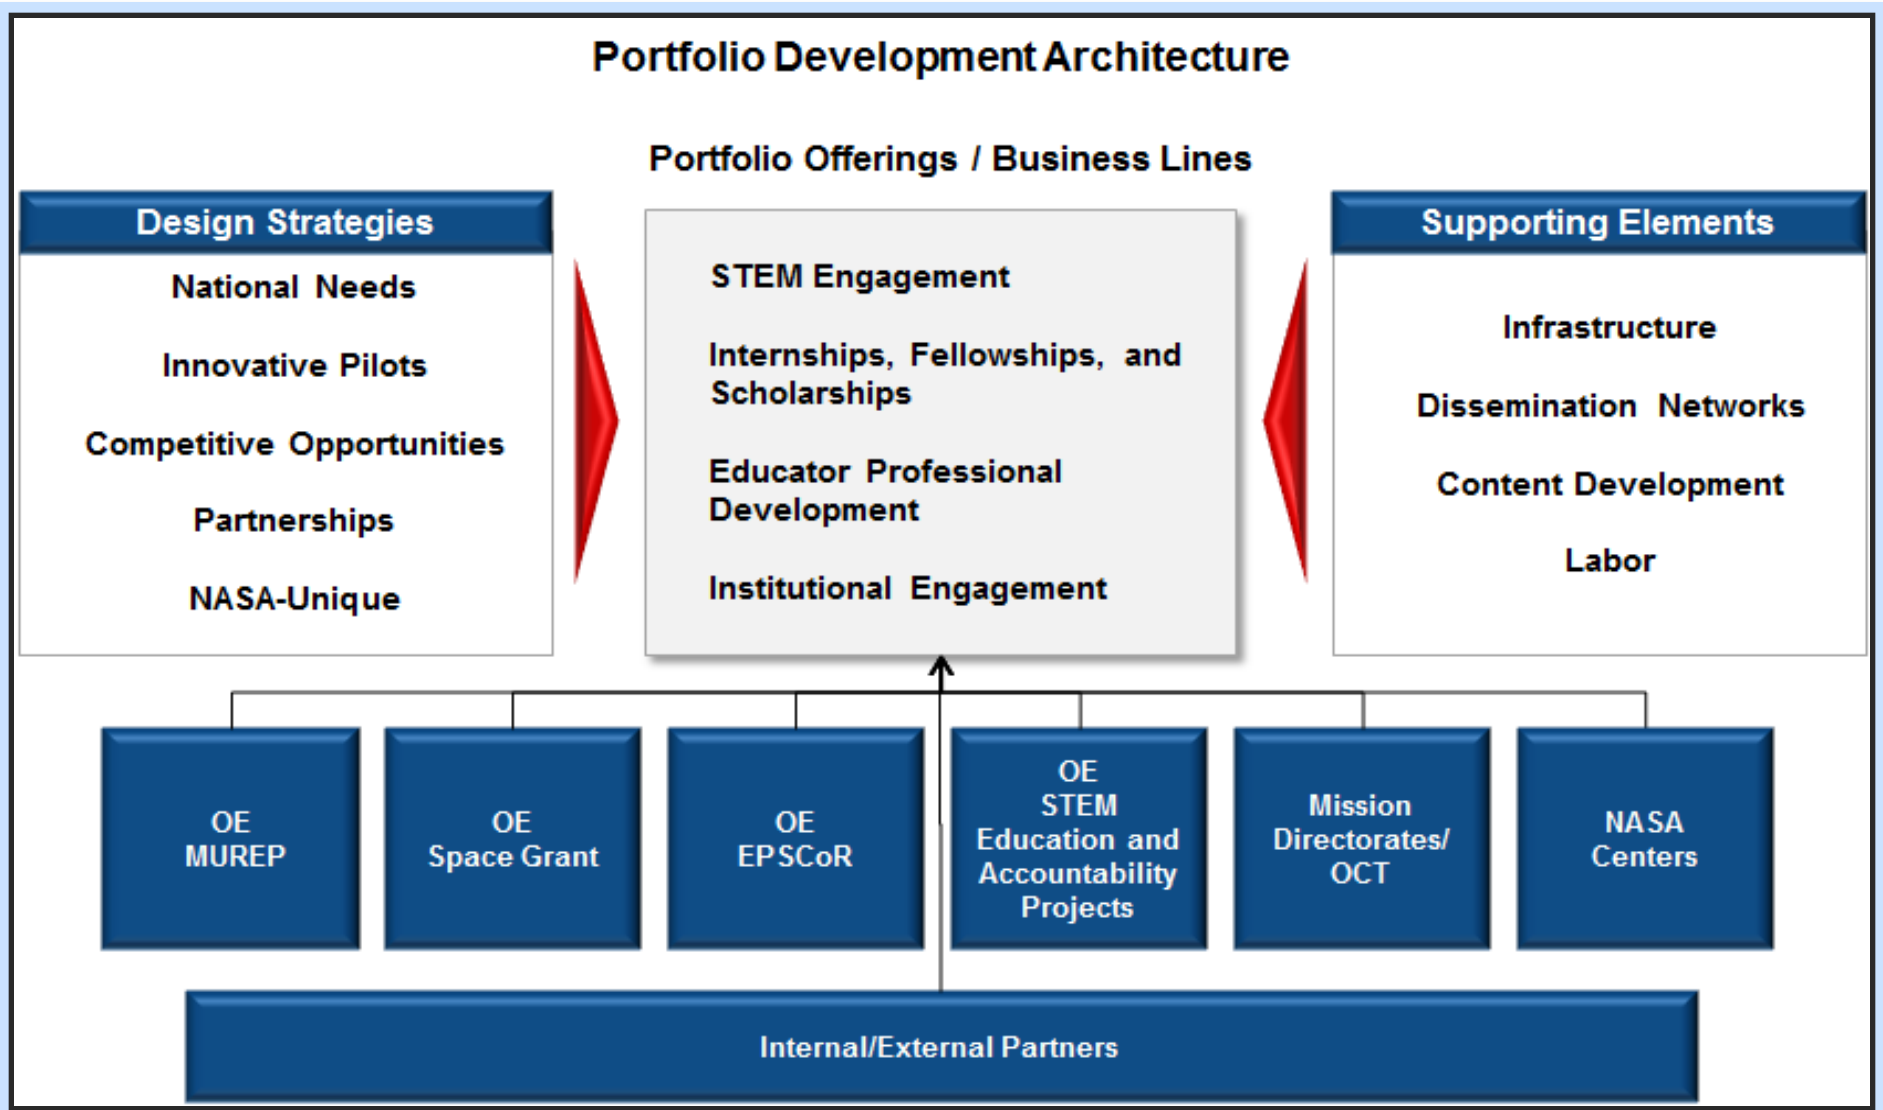 Portfolio Development Architecture
Portfolio Offerings / Business Lines
Design Strategies
National Needs
Innovative Pilots
Competitive Opportunities
Partnerships
NASA-Unique
STEM Engagement
Internships, Fellowships, and
Scholarships
Educator Professional
Development
Institutional Engagement
Supporting Elements
Infrastructure
Dissemination Networks
Content Development
Labor
OE
MUREP
OE
Space Grant
OE
EPSCoR
OE
STEM
Education and
Accountability
Projects
Mission
Directorates/
OCT
NASA
Centers
Internal/External Partners